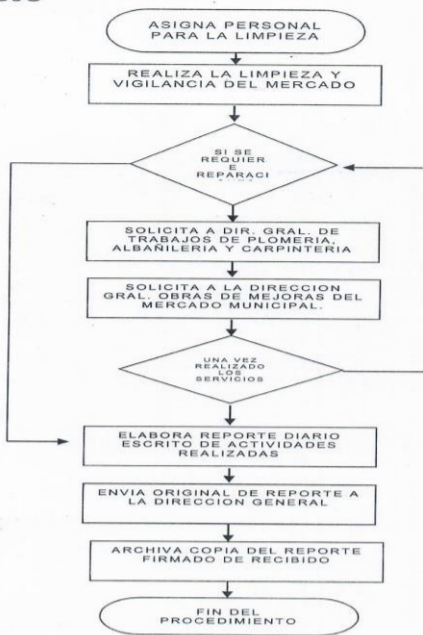 ASIGNA PERSONAL
PARA LA LIMPIEZA
REALIZA LA LIMPIEZA Y
VIGILANCIA DEL MERCADO
SI SE
REQUIER
E
REPARACI
SOLICITA A DIR. GRAL. DE
TRABAJOS DE PLOMERIA,
ALBAÑILERIA Y CARPINTERIA
SOLICITA A LA DIRECCION
GRAL. OBRAS DE MEJORAS DEL
MERCADO MUNICIPAL.
UNA VEZ
REALIZADO
LOS
SERVICIOS
ELABORA REPORTE DIARIO
ESCRITO DE ACTIVIDADES
REALIZADAS
ENVIA ORIGINAL DE REPORTE A
LA DIRECCION GENERAL
ARCHIVA COPIA DEL REPORTE
FIRMADO DE RECIBIDO
FIN DEL
PROCEDIMIENTO